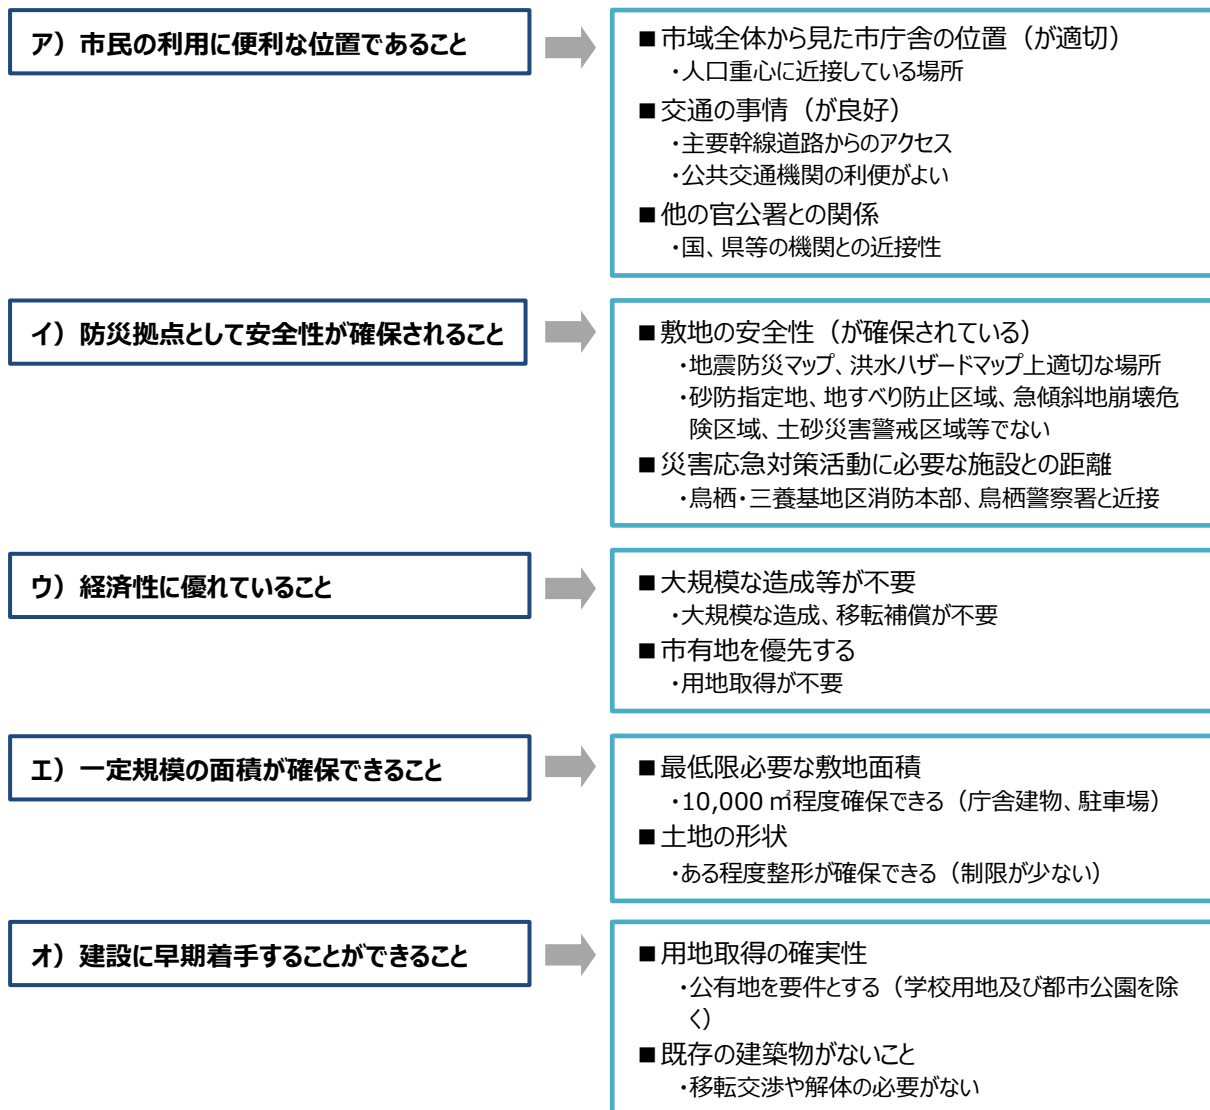 ア）市民の利用に便利な位置であること
■市域全体から見た市庁舎の位置（が適切）
・人口重心に近接している場所
■交通の事情（が良好）
・主要幹線道路からのアクセス
・公共交通機関の利便がよい
■他の官公署との関係
・国、県等の機関との近接性
イ）防災拠点として安全性が確保されること
■敷地の安全性（が確保されている）
・地震防災マップ、洪水ハザードマップ上適切な場所
・砂防指定地、地すべり防止区域、急傾斜地崩壊危
険区域、土砂災害警戒区域等でない
■災害応急対策活動に必要な施設との距離
・鳥栖・三養基地区消防本部、鳥栖警察署と近接
ウ）経済性に優れていること
■大規模な造成等が不要
・大規模な造成、移転補償が不要
■市有地を優先する
・用地取得が不要
エ）一定規模の面積が確保できること
■最低限必要な敷地面積
・10,000 ㎡程度確保できる（庁舎建物、駐車場）
■土地の形状
・ある程度整形が確保できる（制限が少ない）
オ）建設に早期着手することができること
■用地取得の確実性
・公有地を要件とする（学校用地及び都市公園を除
く）
■既存の建築物がないこと
・移転交渉や解体の必要がない